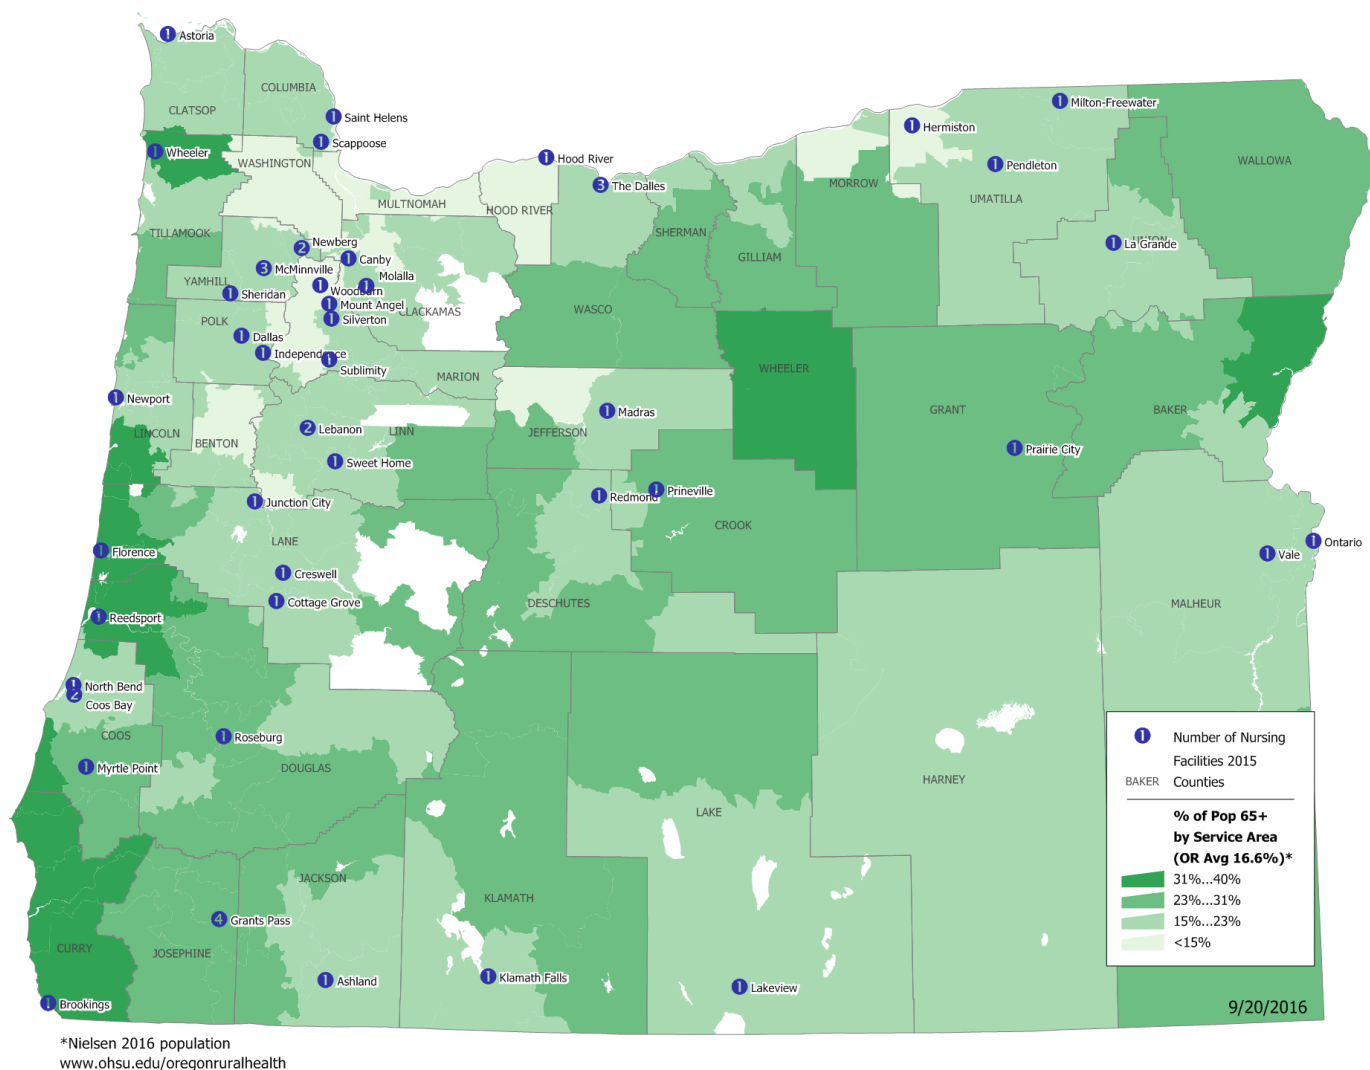 1 Astoria
COLUMBIA
CLATSOP
1 Saint Helens
1 Scappoose
1 Wheeler
WASHINGTON
1 Hood River
3 The Dalles
MULTNOMAH
HOOD RIVER
1 Milton-Freewater
1 Hermiston
1 Pendleton
WALLOWA
MORROW
UMATILLA
TILLAMOOK
SHERMAN
GILLIAM
UNION
1 La Grande
2 Newberg
1 Canby
3 McMinnville
1 Molalla
YAMHILL
1 Sheridan
1 Woodburn
1 Mount Angel
CLACKAMAS
1 Silverton
POLK
WASCO
1 Dallas
1 Independence
1 Sublimity
MARION
WHEELER
1 Newport
GRANT
BAKER
1 Madras
LINCOLN
BENTON
2 Lebanon
LINN
JEFFERSON
1 Prairie City
1 Sweet Home
1 Junction City
1 Redmond
1 Prineville
CROOK
LANE
1 Florence
1 Ontario
1 Vale
1 Creswell
1 Cottage Grove
DESCHUTES
MALHEUR
1 Reedsport
1 North Bend
2 Coos Bay
COOS
1 Roseburg
1 Myrtle Point
DOUGLAS
HARNEY
LAKE
JACKSON
KLAMATH
4 Grants Pass
CURRY
JOSEPHINE
1 Ashland
1 Klamath Falls
1 Lakeview
1 Brookings
1 Number of Nursing
Facilities 2015
BAKER Counties
% of Pop 65+
by Service Area
(OR Avg 16.6%)*
31%...40%
23%...31%
15%...23%
<15%
9/20/2016
*Nielsen 2016 population
www.ohsu.edu/oregonruralhealth